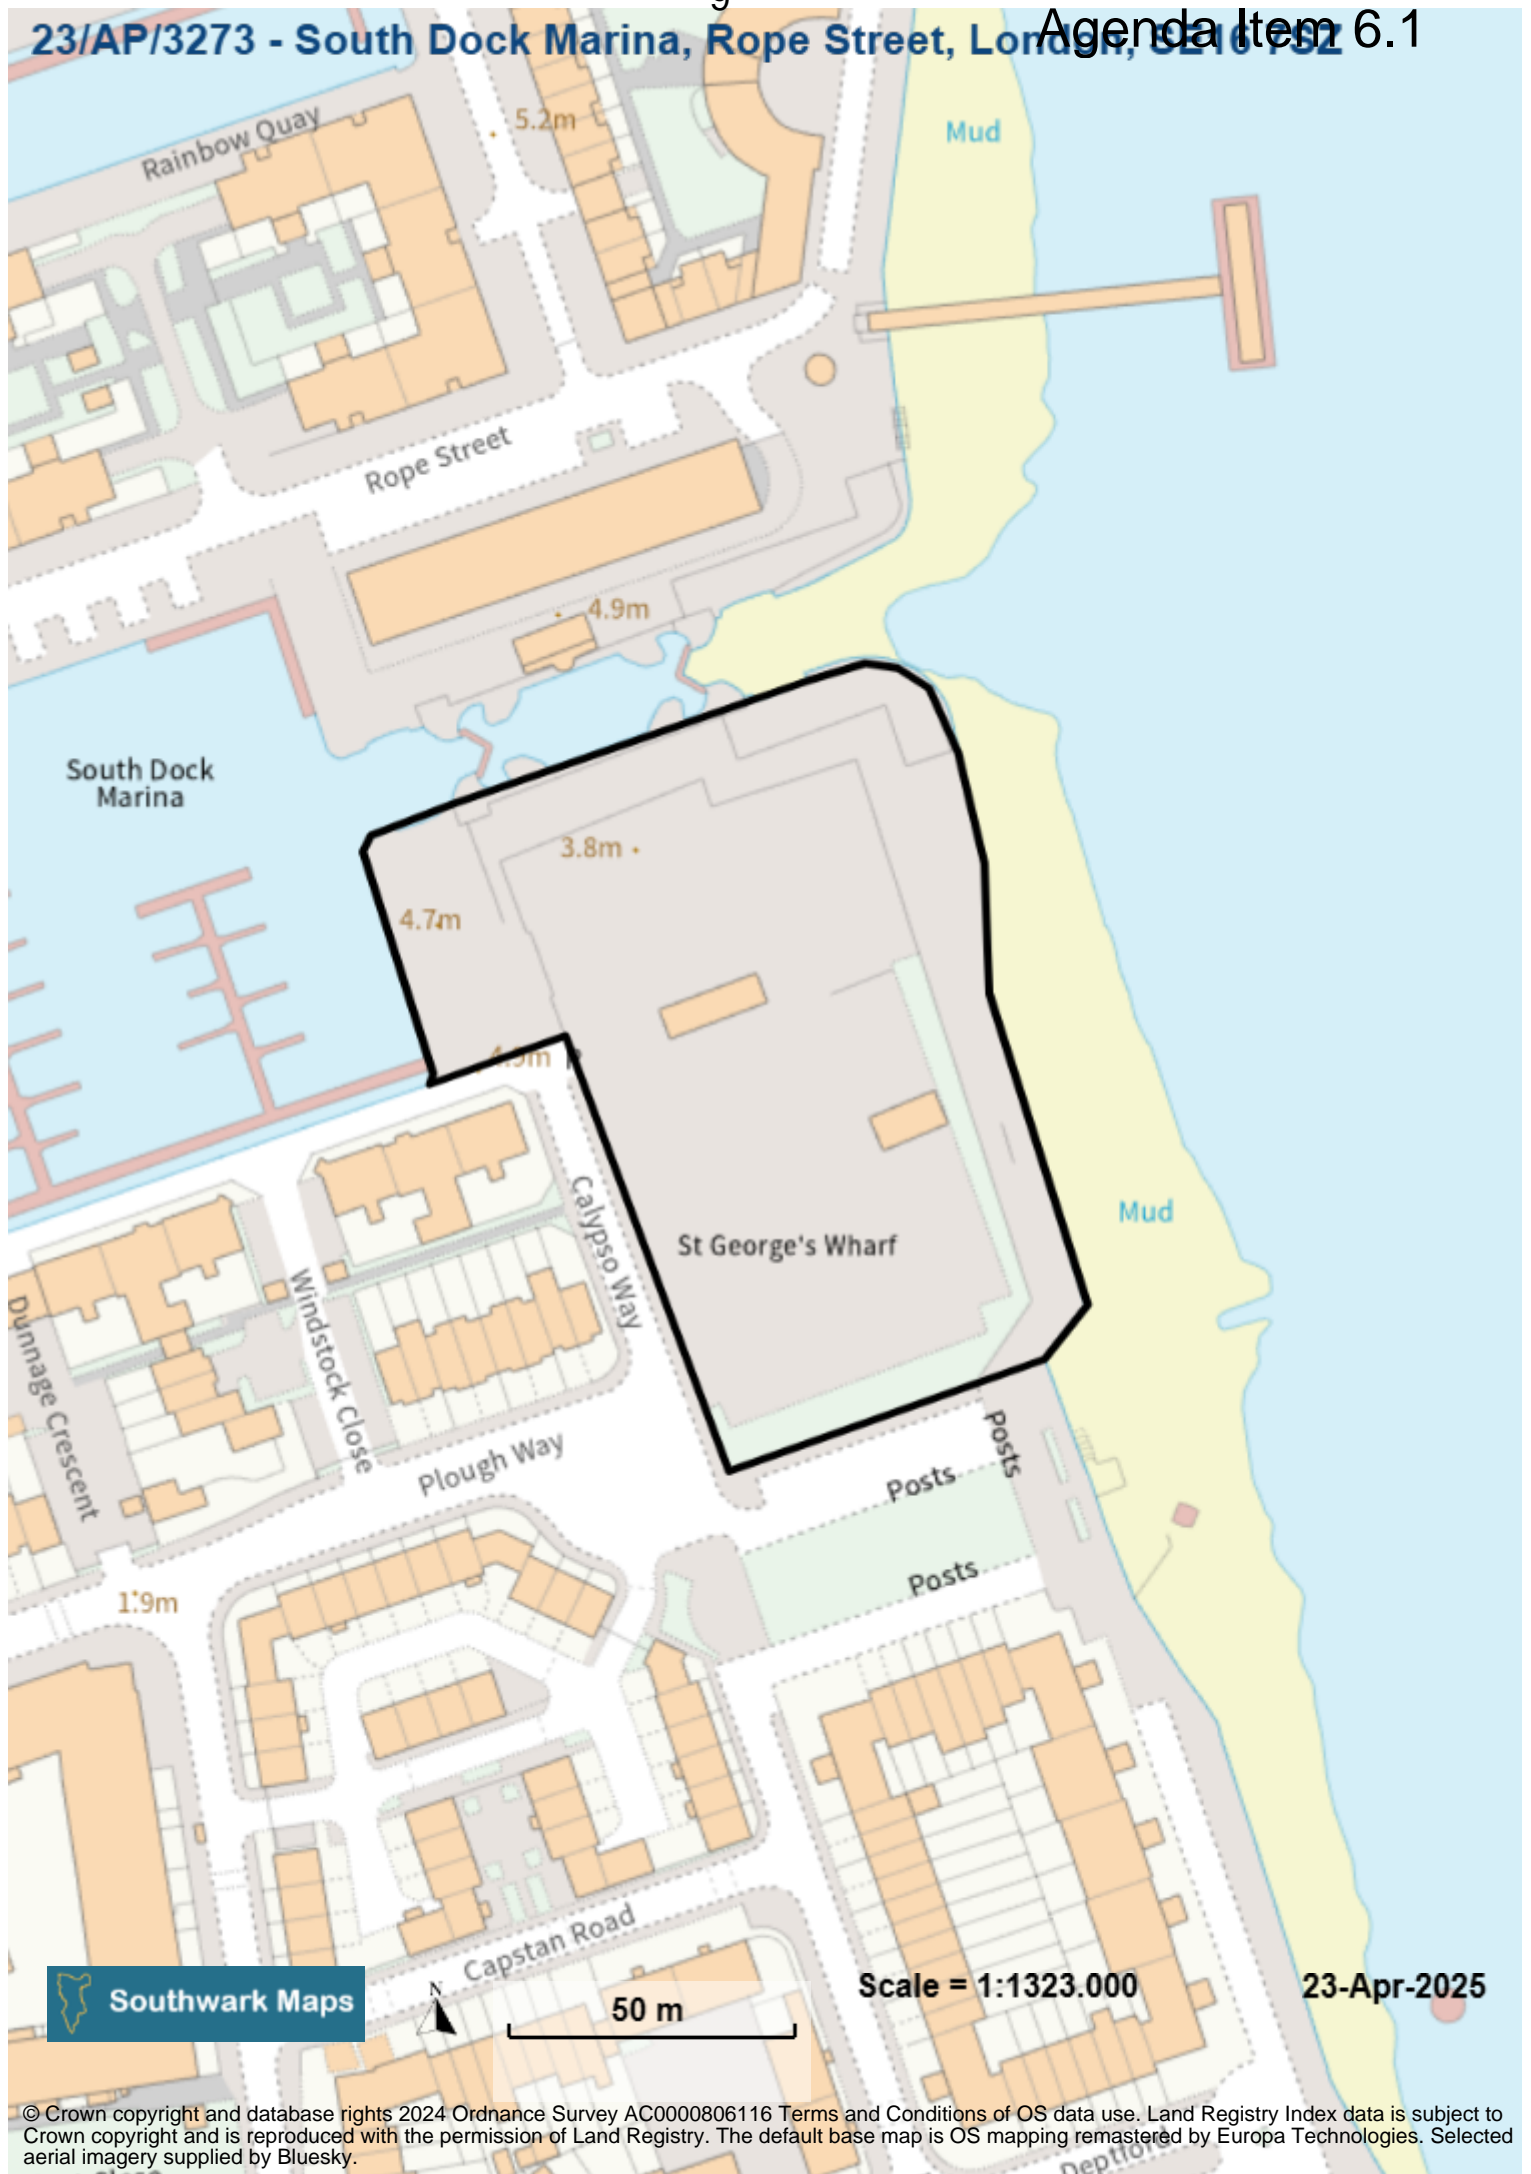 Agenda Item 6.1
23/AP/3273 - South Dock Marina, Rope Street, London, SE16 7SZ
Mud
5.2m
Rainbow Quay
Rope Street
4.9m
South Dock
Marina
3.8m
4.7m
4.9m
Calypso Way
Mud
St George's Wharf
Windstock Close
Dunnage Crescent
Plough Way
Posts
Posts
Posts
1.9m
Capstan Road
Southwark Maps
N
50 m
Scale = 1:1323.000
23-Apr-2025
© Crown copyright and database rights 2024 Ordnance Survey AC0000806116 Terms and Conditions of OS data use. Land Registry Index data is subject to
Crown copyright and is reproduced with the permission of Land Registry. The default base map is OS mapping remastered by Europa Technologies. Selected
aerial imagery supplied by Bluesky.
Deptford